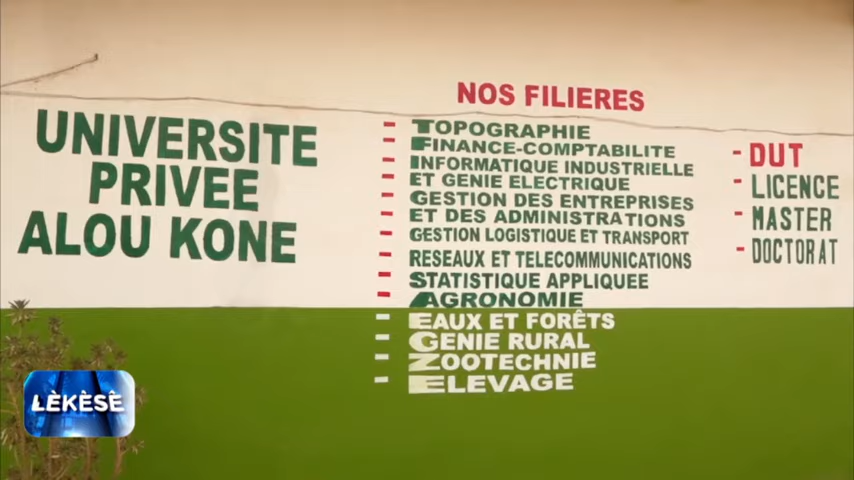 UNIVERSITE
PRIVEE
ALOU KONE
NOS FILIERES
- TOPOGRAPHIE
- FINANCE-COMPTABILITE
- INFORMATIQUE INDUSTRIELLE
- ET GENIE ELECTRIQUE
- GESTION DES ENTREPRISES
- ET DES ADMINISTRATIONS
- GESTION LOGISTIQUE ET TRANSPORT
- RESEAUX ET TELECOMMUNICATIONS
- STATISTIQUE APPLIQUEE
- AGRONOMIE
- EAUX ET FORÊTS
- GENIE RURAL
- ZOOTECHNIE
- ELEVAGE
- DUT
- LICENCE
- MASTER
- DOCTORAT
LÈKÈSÈ